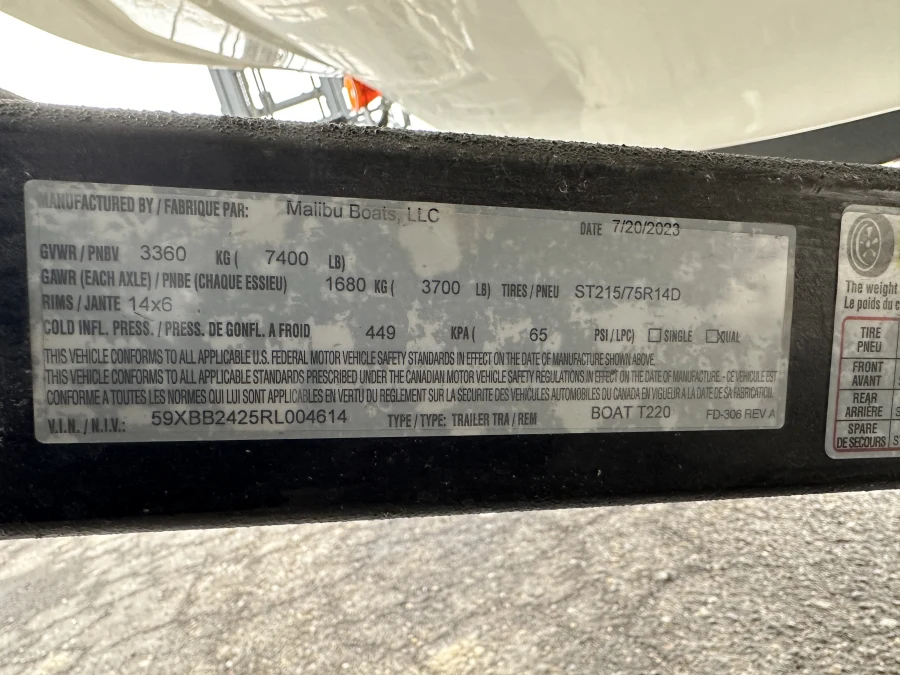 MANUFACTURED BY / FABRIQUE PAR: Malibu Boats, LLC DATE 7/20/2023
GVWR / PNBV 3360 KG ( 7400 LB)
GAWR (EACH AXLE) / PNBE (CHAQUE ESSIEU) 1680 KG ( 3700 LB) TIRES / PNEU ST215/75R14D
RIMS / JANTE 14x6
COLD INFL. PRESS. / PRESS. DE GONFL. A FROID 449 KPA ( 65 PSI / LPC) SINGLE DUAL
THIS VEHICLE CONFORMS TO ALL APPLICABLE U.S. FEDERAL MOTOR VEHICLE SAFETY STANDARDS IN EFFECT ON THE DATE OF MANUFACTURE SHOWN ABOVE.
THIS VEHICLE CONFORMS TO ALL APPLICABLE STANDARDS PRESCRIBED UNDER THE CANADIAN MOTOR VEHICLE SAFETY REGULATIONS IN EFFECT ON THE DATE OF MANUFACTURE. - CE VÉHICULE EST
CONFORME A TOUTES LES NORMES QUI LUI SONT APPLICABLES EN VERTU DU REGLEMENT SUR LA SÉCURITE DES VÉHICULES AUTOMOBILES DU CANADA EN VIGUEUR A LA DATE DE SA FABRICATION.
V.I.N. / N.I.V.: 59XBB2425RL004614 TYPE / TYPE: TRAILER TRA / REM BOAT T220 FD-306 REV A
The weight
Le poids du c
TIRE
PNEU
FRONT
AVANT
REAR
ARRIÈRE
SPARE
DE SECOURS